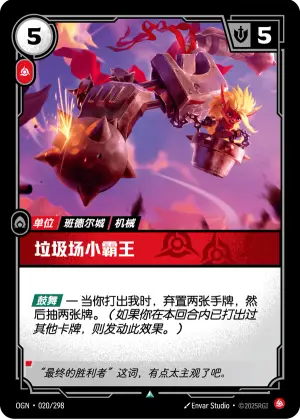 5
5
单位 班德尔城 机械
垃圾场小霸王
鼓舞 — 当你打出我时，弃置两张手牌，然
后抽两张牌。（如果你在本回合内已打出过
其他卡牌，则发动此效果。）
“最终的胜利者”这词，有点太主观了吧。
OGN • 020/298 Envar Studio • ©2025RGI